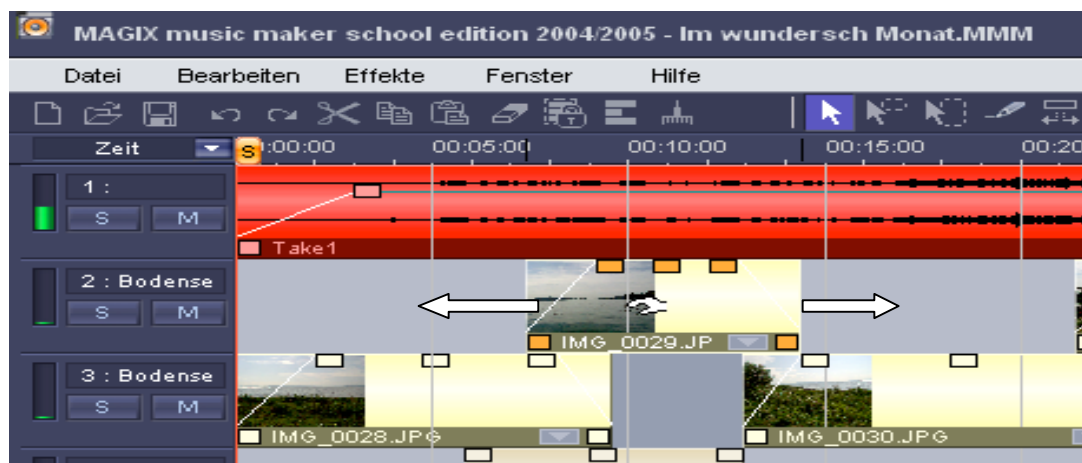 MAGIX music maker school edition 2004/2005 - Im wundersch Monat.MMM
Datei Bearbeiten Effekte Fenster Hilfe
Zeit S :00:00 00:05:00 00:10:00 00:15:00 00:20
1 :
S M
Take1
2 : Bodense
S M
IMG_0029.JP
3 : Bodense
S M
IMG_0028.JPG IMG_0030.JPG